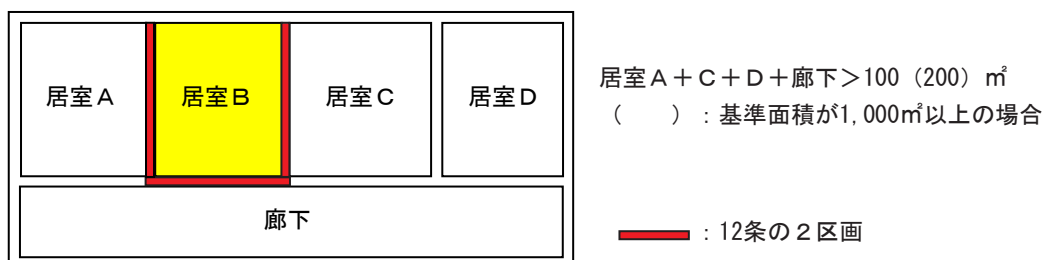 居室A
居室B
居室C
居室D
廊下
居室A+C+D+廊下>100(200)㎡
(　　):基準面積が1,000㎡以上の場合
:12条の2区画